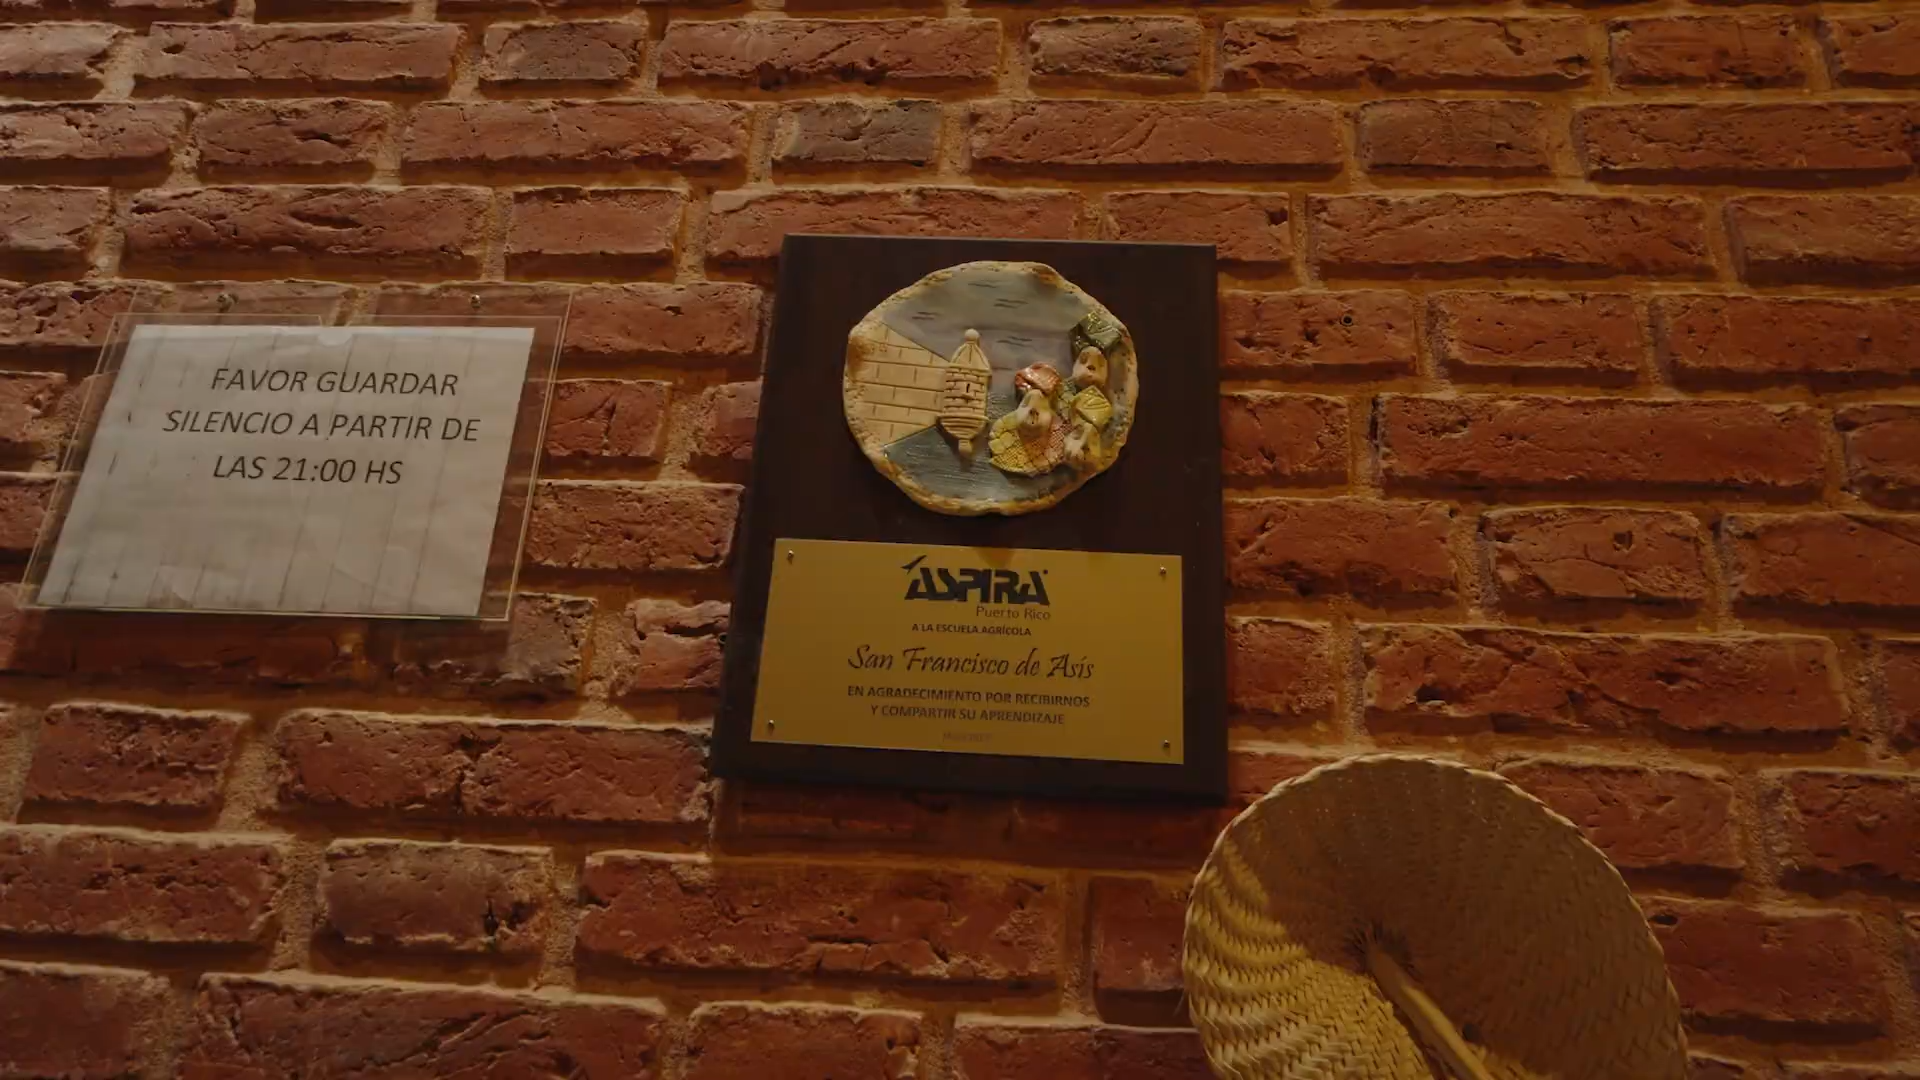 FAVOR GUARDAR
SILENCIO A PARTIR DE
LAS 21:00 HS
ÁSPIRA
Puerto Rico
A LA ESCUELA AGRÍCOLA
San Francisco de Asís
EN AGRADECIMIENTO POR RECIBIRNOS
Y COMPARTIR SU APRENDIZAJE